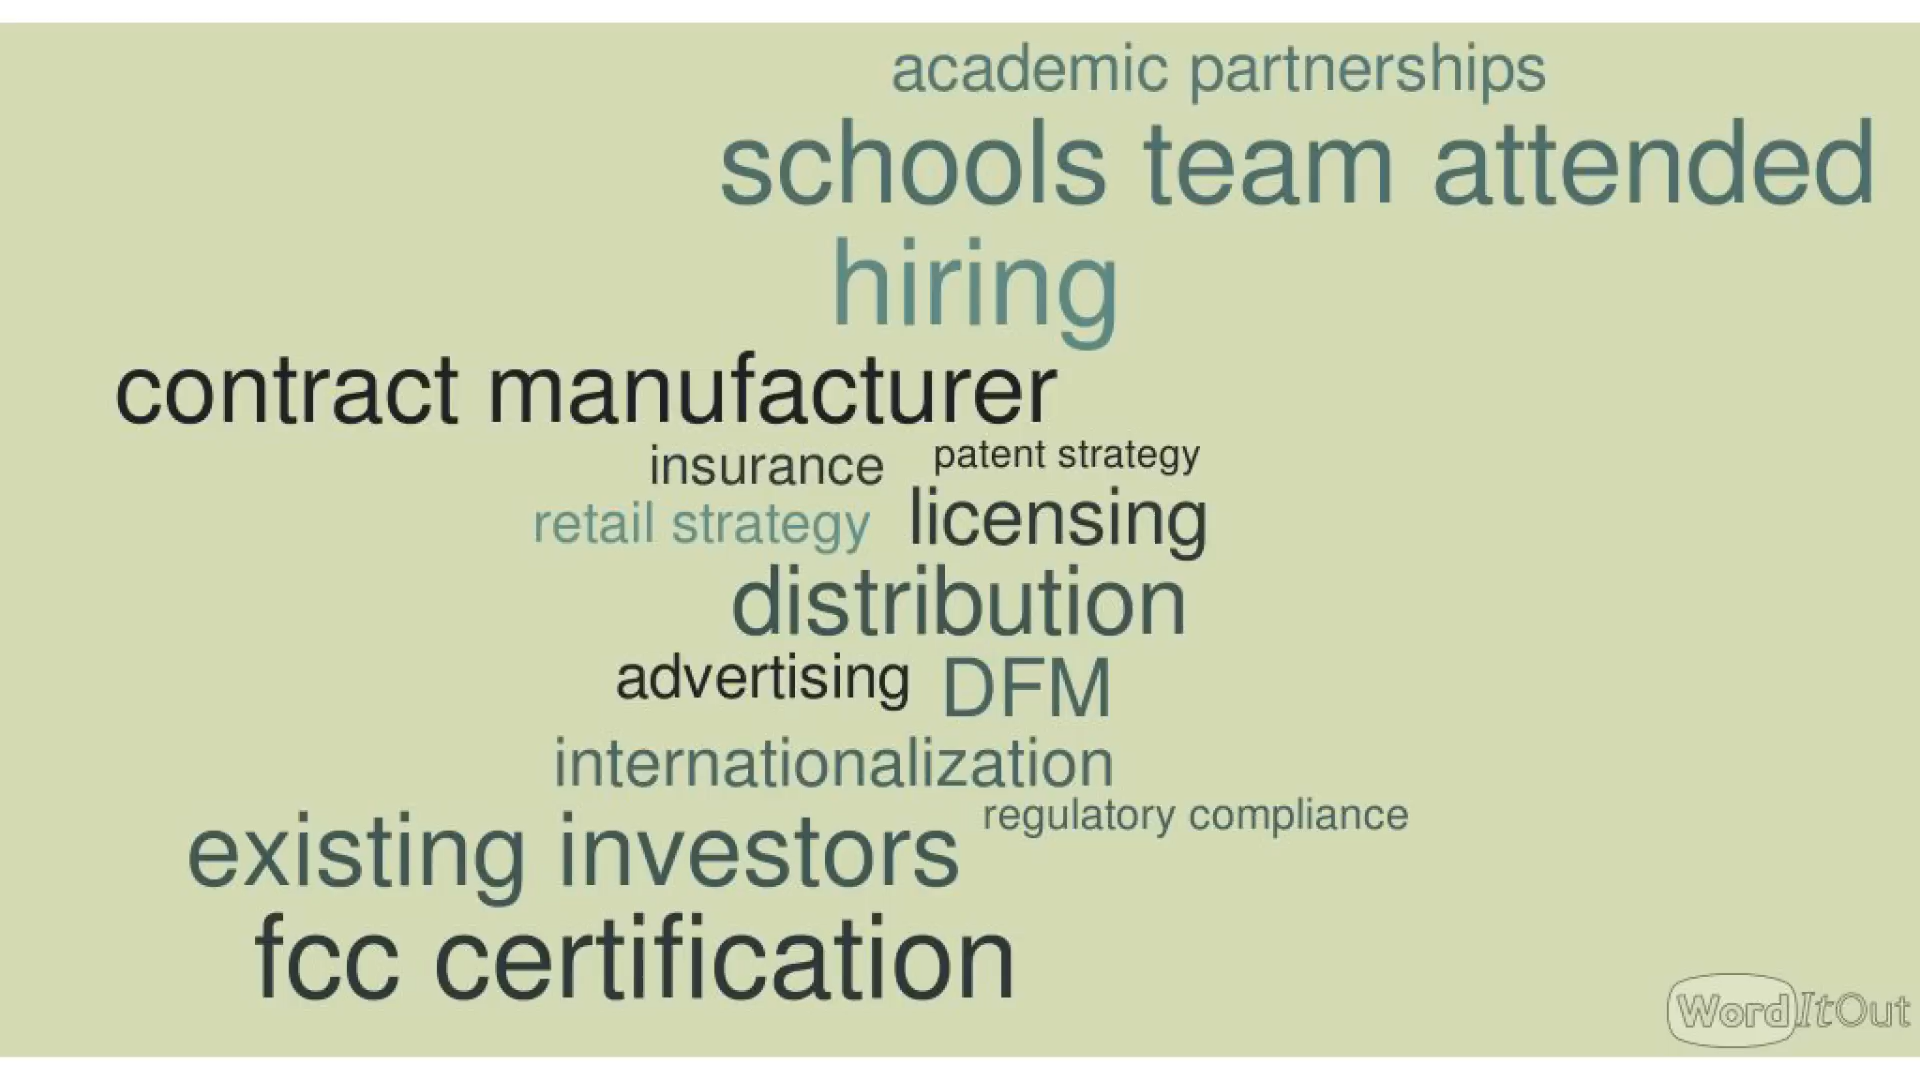 academic partnerships
schools team attended
hiring
contract manufacturer
insurance
patent strategy
retail strategy
licensing
distribution
advertising
DFM
internationalization
regulatory compliance
existing investors
fcc certification
WordItOut